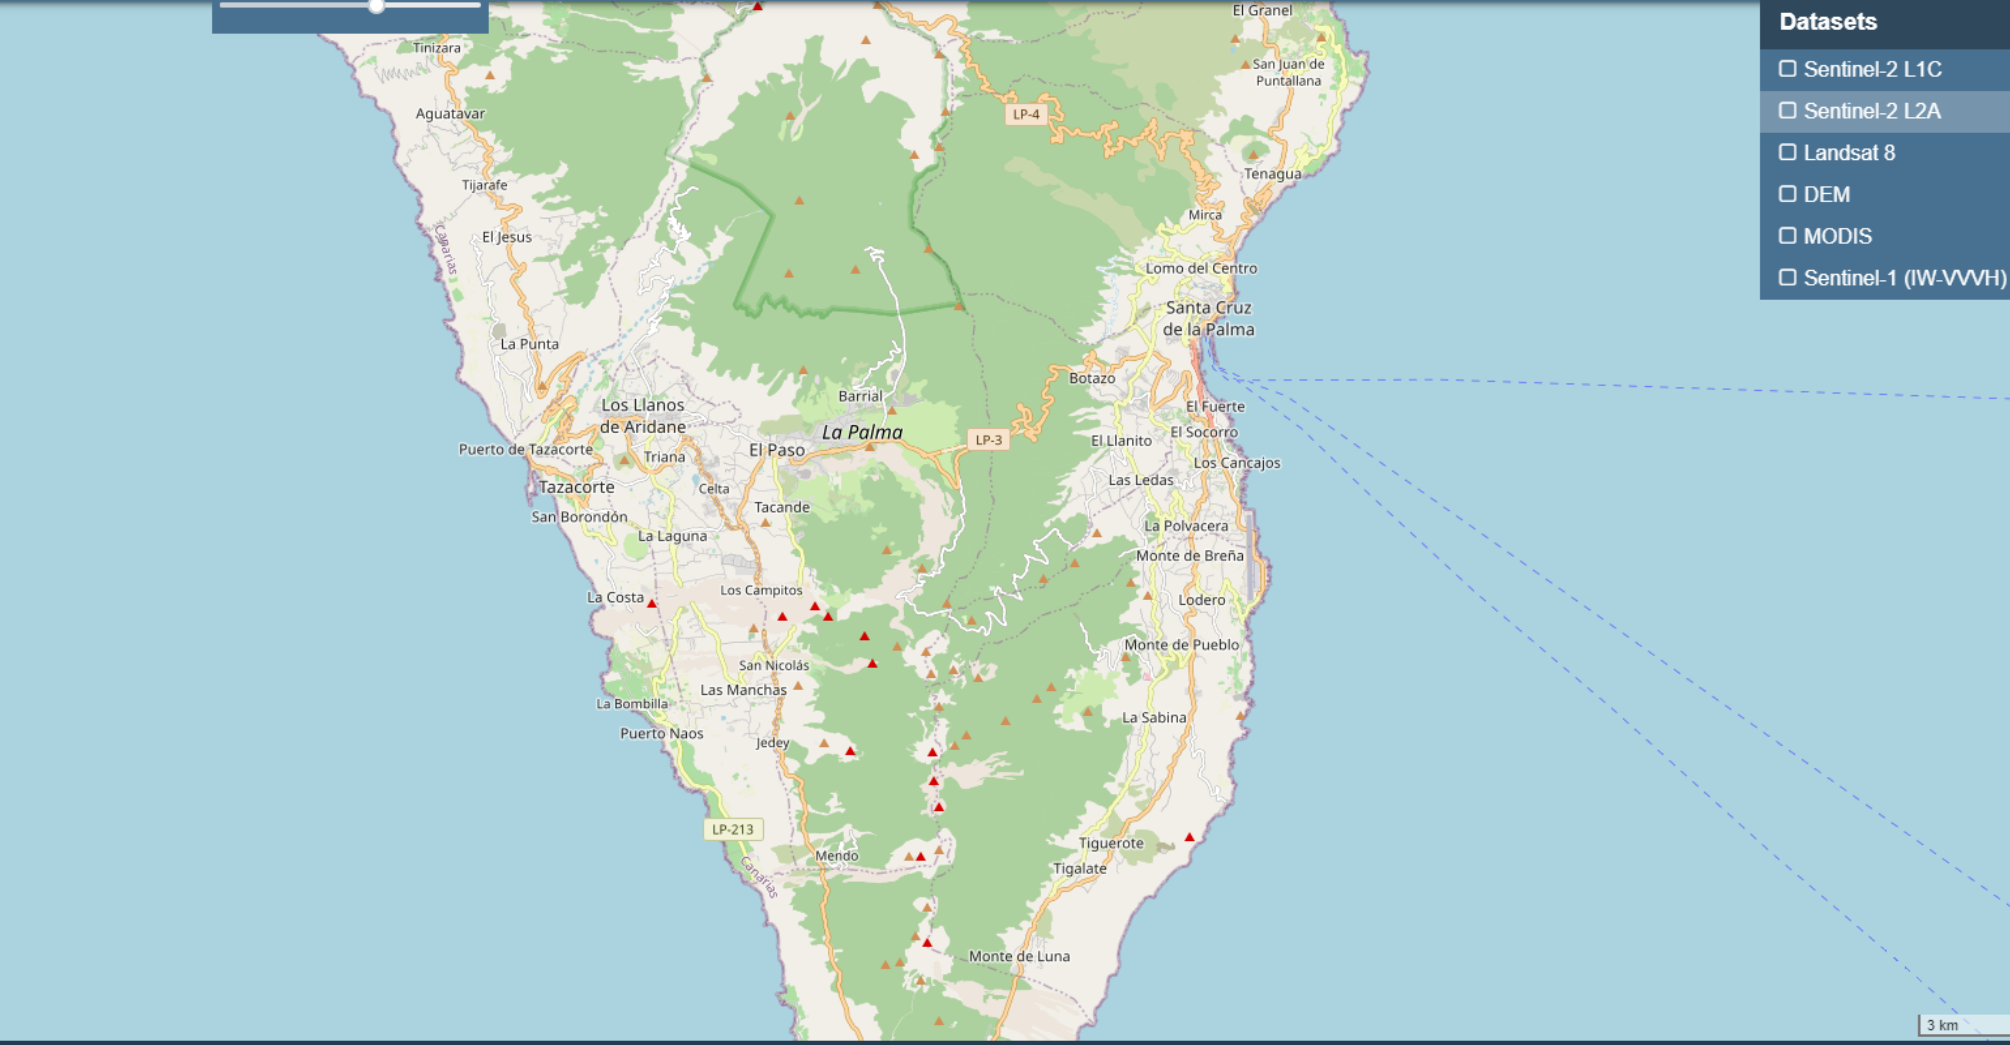 Datasets
Sentinel-2 L1C
Sentinel-2 L2A
Landsat 8
DEM
MODIS
Sentinel-1 (IW-VVVH)
El Granel
Tinizara
San Juan de
Puntallana
Aguatavar
LP-4
Tenagua
Tijarafe
Mirca
El Jesus
Canarias
Lomo del Centro
Santa Cruz
de la Palma
La Punta
Botazo
Barrial
Los Llanos
de Aridane
El Fuerte
La Palma
LP-3
El Socorro
El Llanito
Puerto de Tazacorte
Triana
El Paso
Los Cancajos
Las Ledas
Tazacorte
Celta
Tacande
San Borondón
La Polvacera
La Laguna
Monte de Breña
Los Campitos
La Costa
Lodero
Monte de Pueblo
San Nicolás
Las Manchas
La Bombilla
La Sabina
Puerto Naos
Jedey
LP-213
Tiguerote
Mendo
Tigalate
Canarias
Monte de Luna
3 km